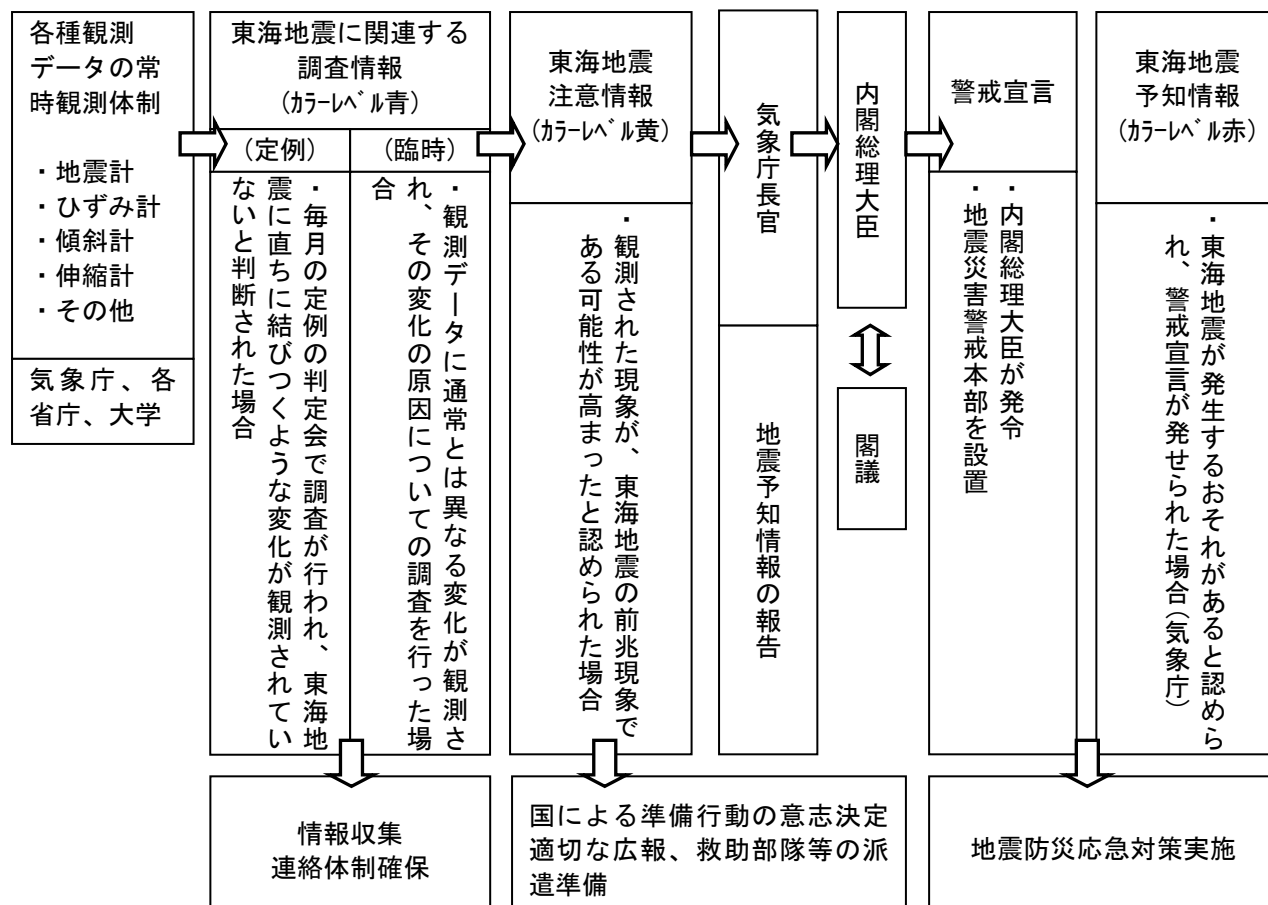 各種観測
データの常
時観測体制
・地震計
・ひずみ計
・傾斜計
・伸縮計
・その他
気象庁、各
省庁、大学
東海地震に関連する
調査情報
(ｶﾗｰﾚﾍﾞﾙ青)
(定例)
・毎月の定例の判定会で調査が行われ、東海地
震に直ちに結びつくような変化が観測されてい
ないと判断された場合
(臨時)
・観測データに通常とは異なる変化が観測さ
れ、その変化の原因についての調査を行った場
合
情報収集
連絡体制確保
東海地震
注意情報
(ｶﾗｰﾚﾍﾞﾙ黄)
・観測された現象が、東海地震の前兆現象で
ある可能性が高まったと認められた場合
国による準備行動の意志決定
適切な広報、救助部隊等の派
遣準備
気象庁長官
地震予知情報の報告
内閣総理大臣
閣議
警戒宣言
・内閣総理大臣が発令
・地震災害警戒本部を設置
東海地震
予知情報
(ｶﾗｰﾚﾍﾞﾙ赤)
・東海地震が発生するおそれがあると認めら
れ、警戒宣言が発せられた場合(気象庁)
地震防災応急対策実施